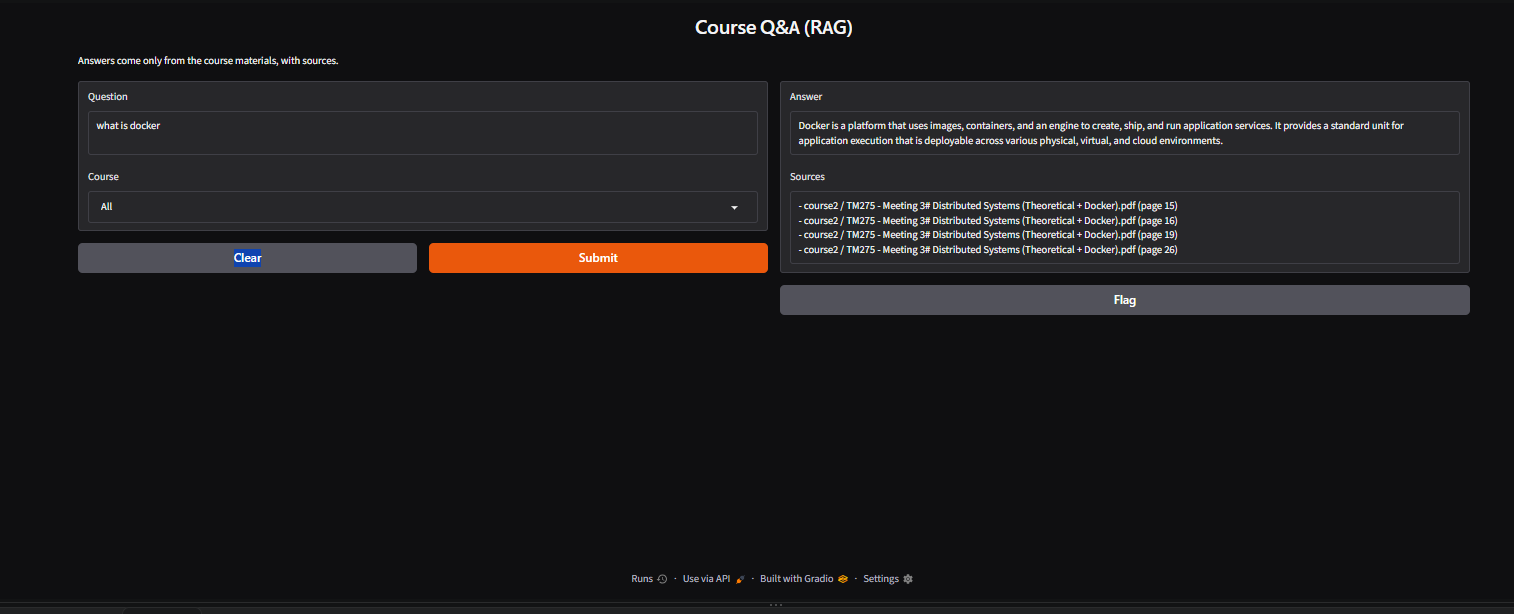 Course Q&A (RAG)
Answers come only from the course materials, with sources.
Question
what is docker
Course
All
Clear
Submit
Answer
Docker is a platform that uses images, containers, and an engine to create, ship, and run application services. It provides a standard unit for
application execution that is deployable across various physical, virtual, and cloud environments.
Sources
- course2 / TM275 - Meeting 3# Distributed Systems (Theoretical + Docker).pdf (page 15)
- course2 / TM275 - Meeting 3# Distributed Systems (Theoretical + Docker).pdf (page 16)
- course2 / TM275 - Meeting 3# Distributed Systems (Theoretical + Docker).pdf (page 19)
- course2 / TM275 - Meeting 3# Distributed Systems (Theoretical + Docker).pdf (page 26)
Flag
Runs · Use via API · Built with Gradio · Settings